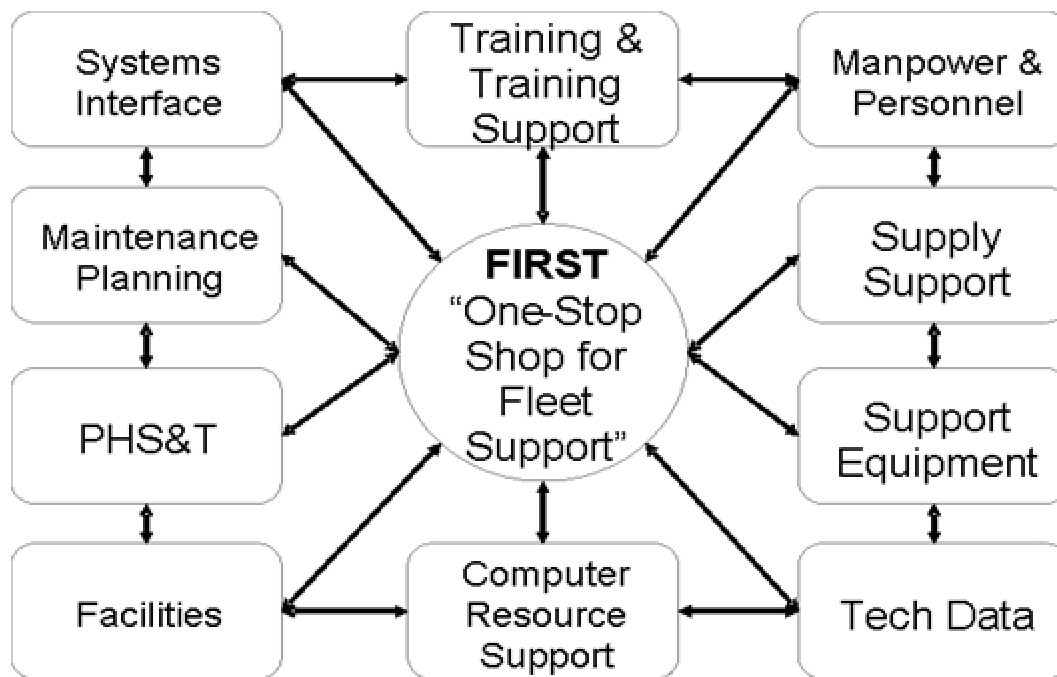 Systems
Interface
Training &
Training
Support
Manpower &
Personnel
Maintenance
Planning
FIRST
“One-Stop
Shop for
Fleet
Support”
Supply
Support
PHS&T
Support
Equipment
Facilities
Computer
Resource
Support
Tech Data